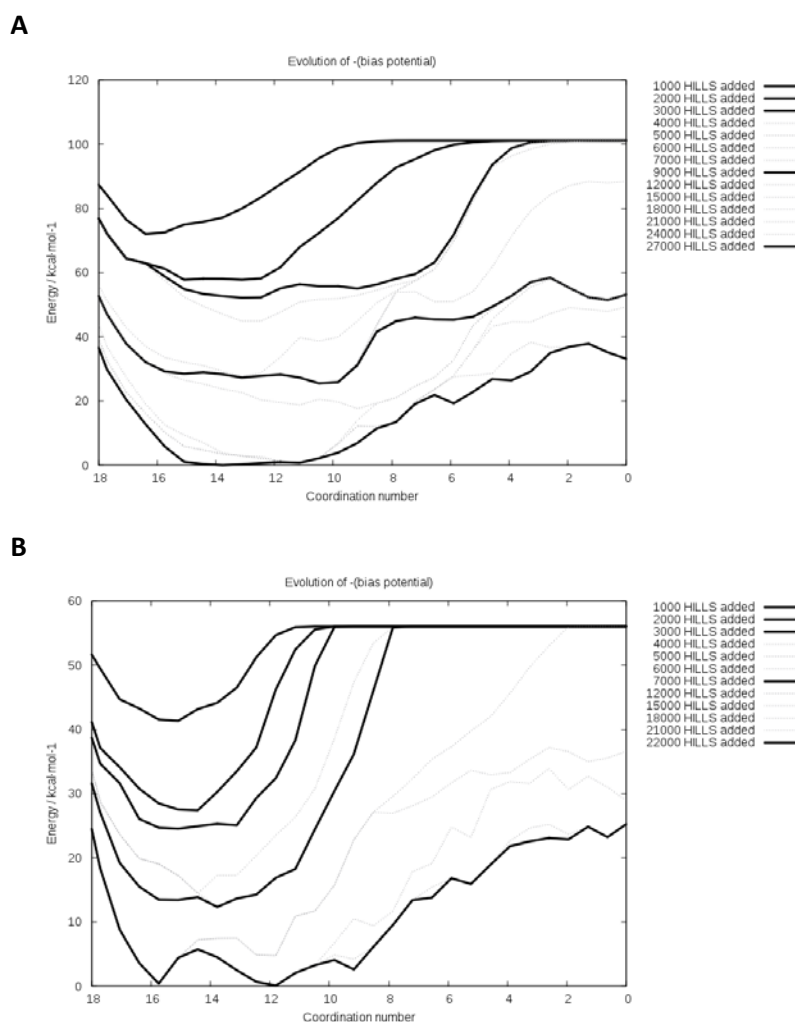 A
Evolution of -(bias potential)
120
100
80
60
40
20
0
Energy / kcal·mol-1
18 16 14 12 10 8 6 4 2 0
Coordination number
1000 HILLS added
2000 HILLS added
3000 HILLS added
4000 HILLS added
5000 HILLS added
6000 HILLS added
7000 HILLS added
9000 HILLS added
12000 HILLS added
15000 HILLS added
18000 HILLS added
21000 HILLS added
24000 HILLS added
27000 HILLS added
B
Evolution of -(bias potential)
60
50
40
30
20
10
0
Energy / kcal·mol-1
18 16 14 12 10 8 6 4 2 0
Coordination number
1000 HILLS added
2000 HILLS added
3000 HILLS added
4000 HILLS added
5000 HILLS added
6000 HILLS added
7000 HILLS added
12000 HILLS added
15000 HILLS added
18000 HILLS added
21000 HILLS added
22000 HILLS added